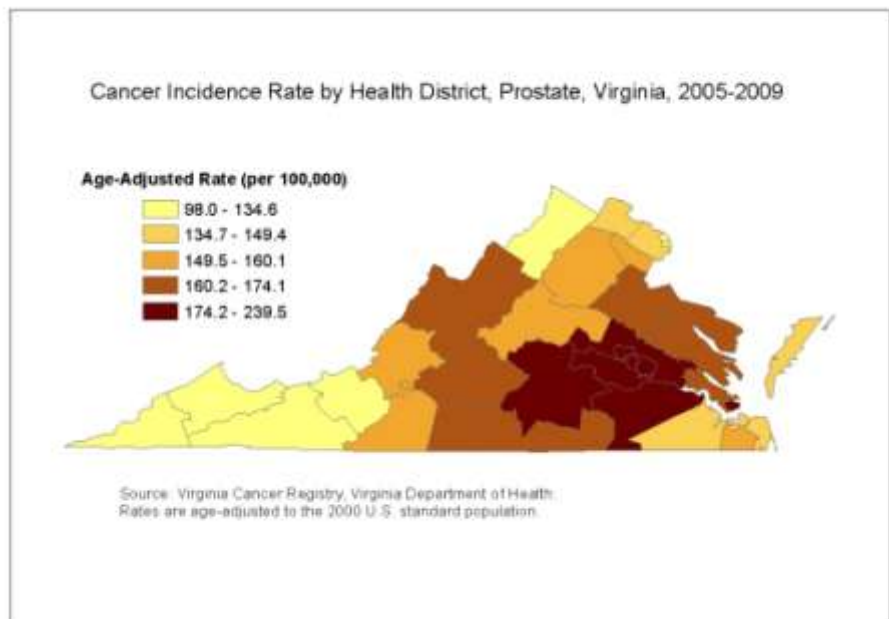 Cancer Incidence Rate by Health District, Prostate, Virginia, 2005-2009
Age-Adjusted Rate (per 100,000)
98.0 - 134.6
134.7 - 149.4
149.5 - 160.1
160.2 - 174.1
174.2 - 239.5
Source: Virginia Cancer Registry, Virginia Department of Health.
Rates are age-adjusted to the 2000 U.S. standard population.